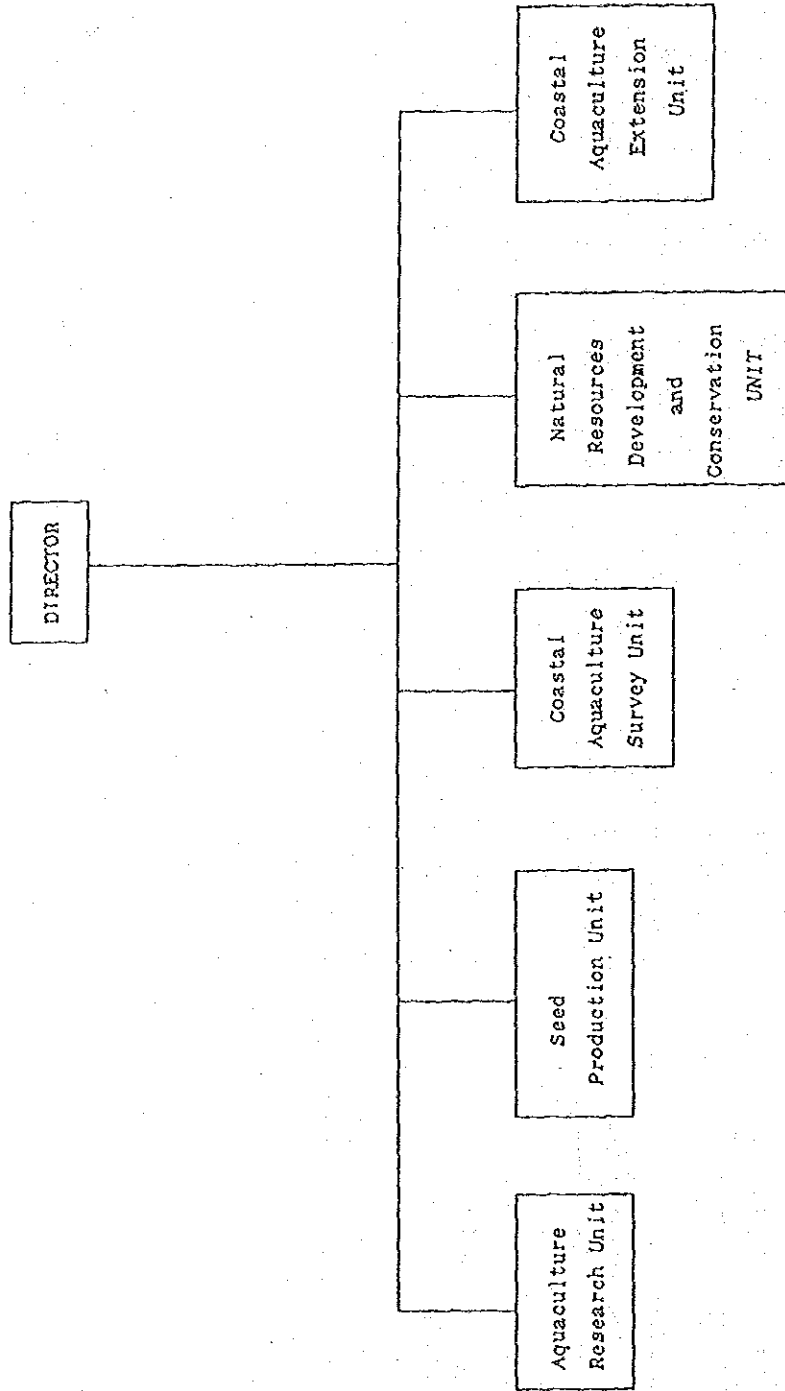 DIRECTOR
Aquaculture
Research Unit
Seed
Production Unit
Coastal
Aquaculture
Survey Unit
Natural
Resources
Development
and
Conservation
UNIT
Coastal
Aquaculture
Extension
Unit